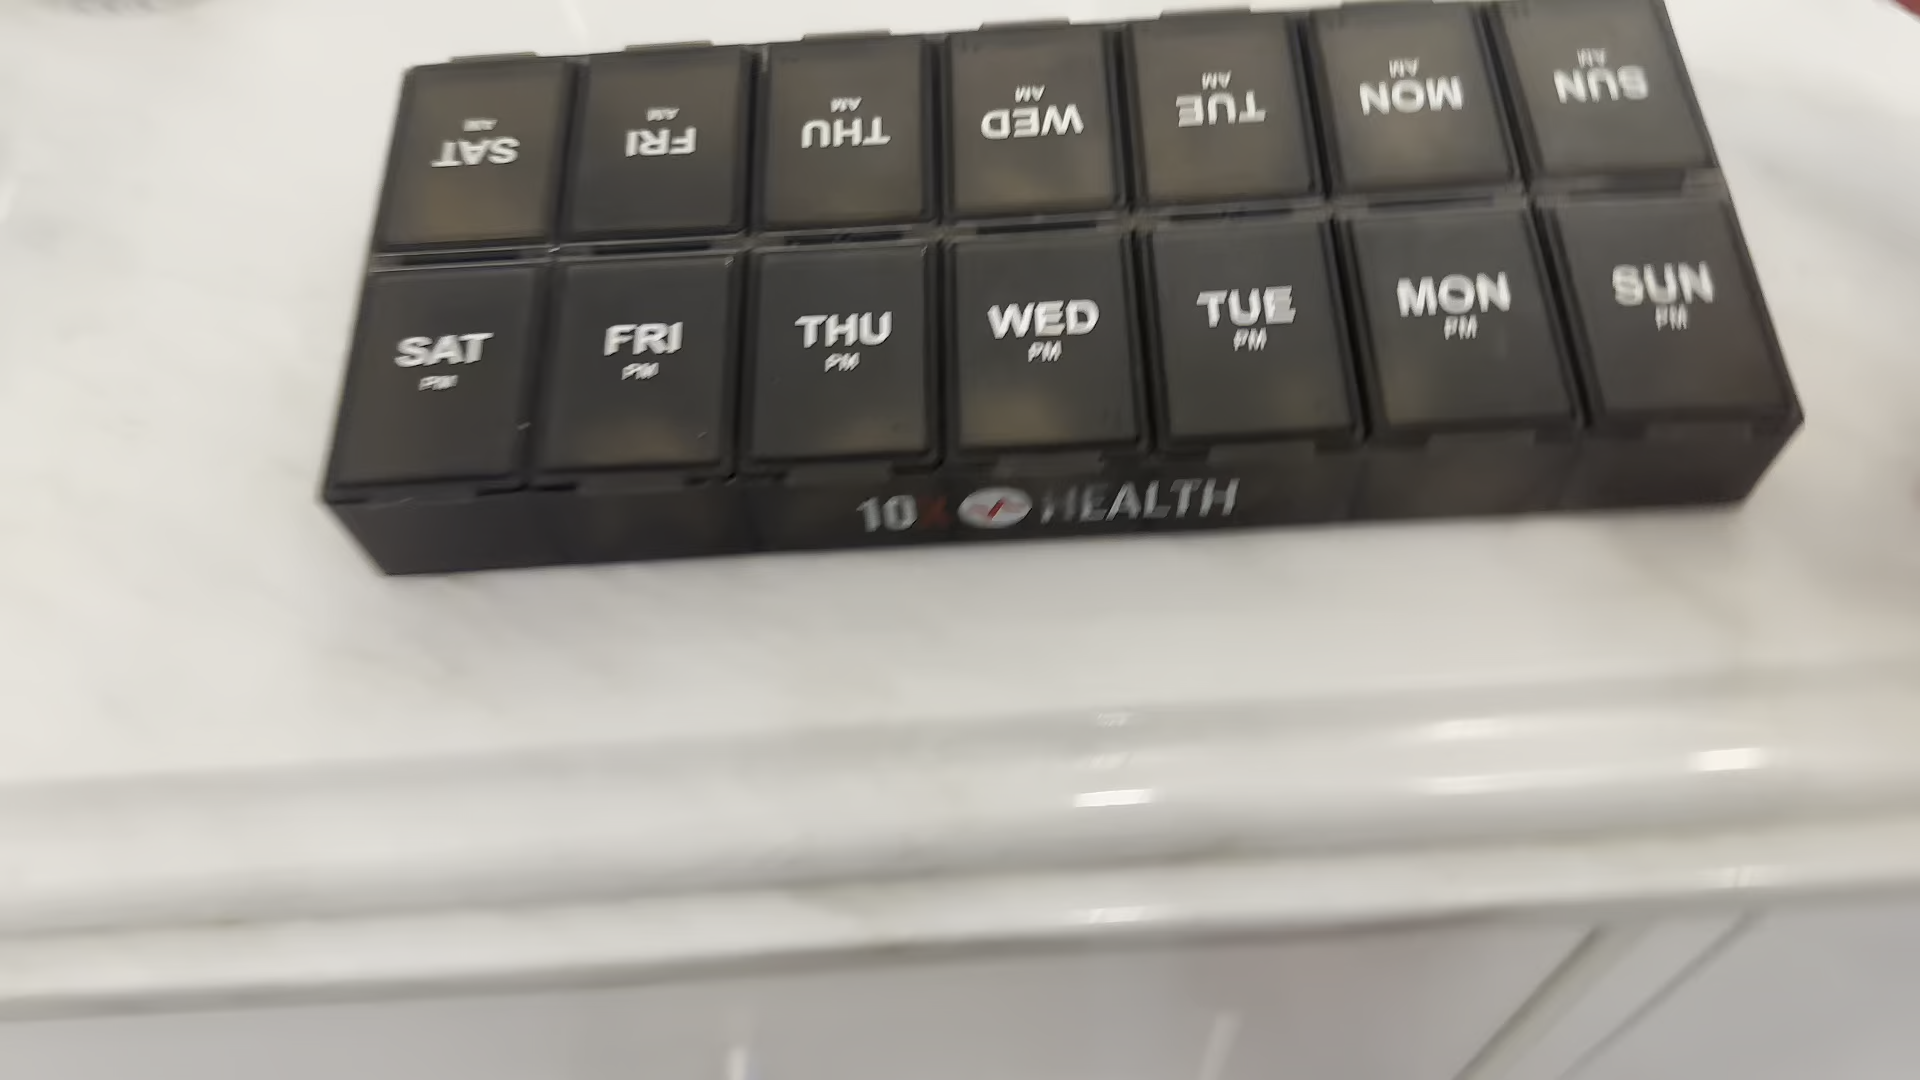 SAT
AM
FRI
AM
THU
AM
WED
AM
TUE
AM
MON
AM
SUN
AM
SAT
PM
FRI
PM
THU
PM
WED
PM
TUE
PM
MON
PM
SUN
PM
10X HEALTH